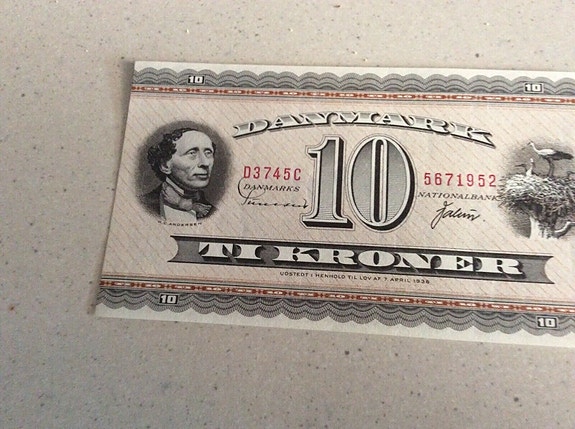 10 10
DANMARK
D3745C 10 5671952
DANMARKS NATIONALBANK
H.C. ANDERSEN
TI KRONER
UDSTEDT I HENHOLD TIL LOV AF 7. APRIL 1936
10 10